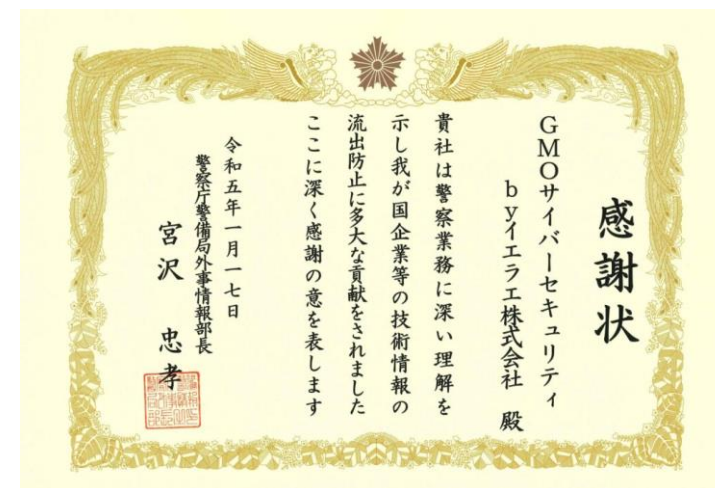 感謝状
GMOサイバーセキュリティ
byイエラエ株式会社 殿
貴社は警察業務に深い理解を
示し我が国企業等の技術情報の
流出防止に多大な貢献をされました
ここに深く感謝の意を表します
令和五年一月一七日
警察庁警備局外事情報部長
宮沢 忠孝